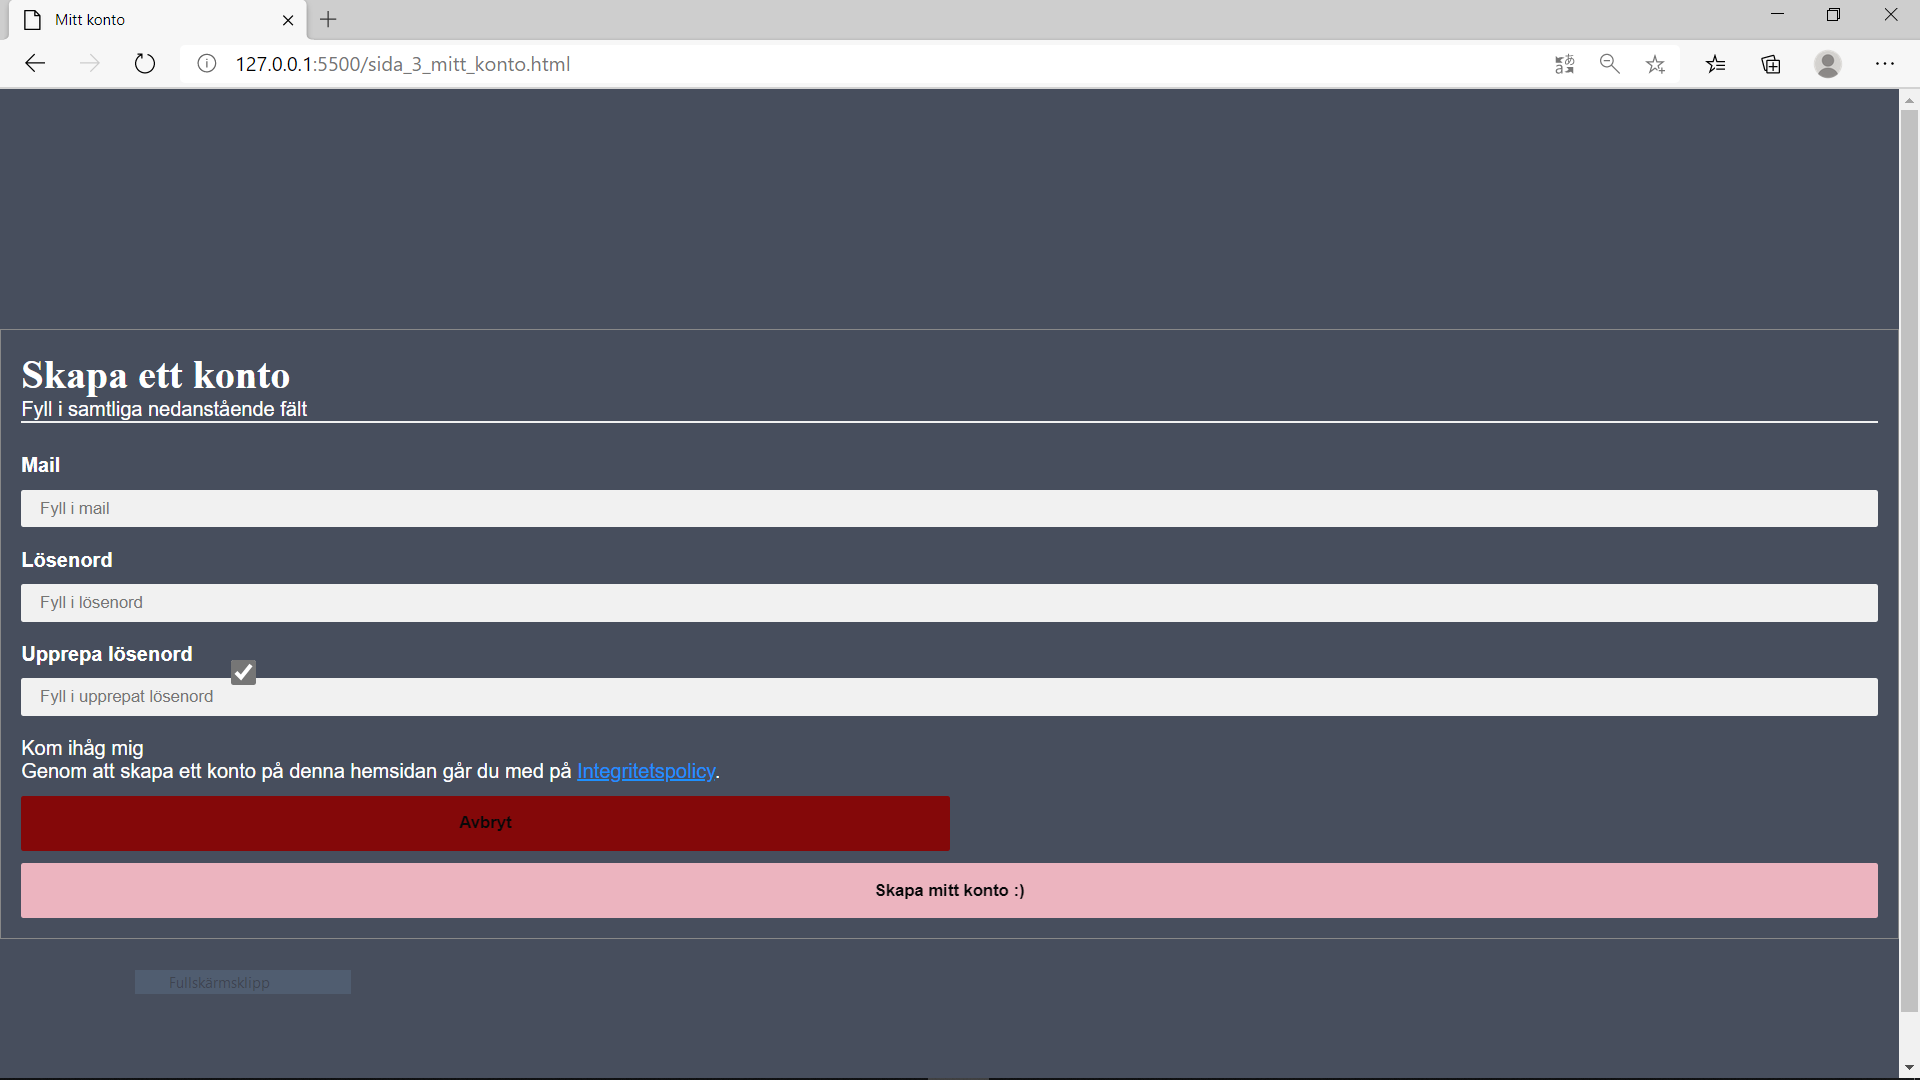 Mitt konto
127.0.0.1:5500/sida_3_mitt_konto.html
Skapa ett konto
Fyll i samtliga nedanstående fält
Mail
Fyll i mail
Lösenord
Fyll i lösenord
Upprepa lösenord
Fyll i upprepat lösenord
Kom ihåg mig
Genom att skapa ett konto på denna hemsidan går du med på Integritetspolicy.
Avbryt
Skapa mitt konto :)
Fullskärmsklipp